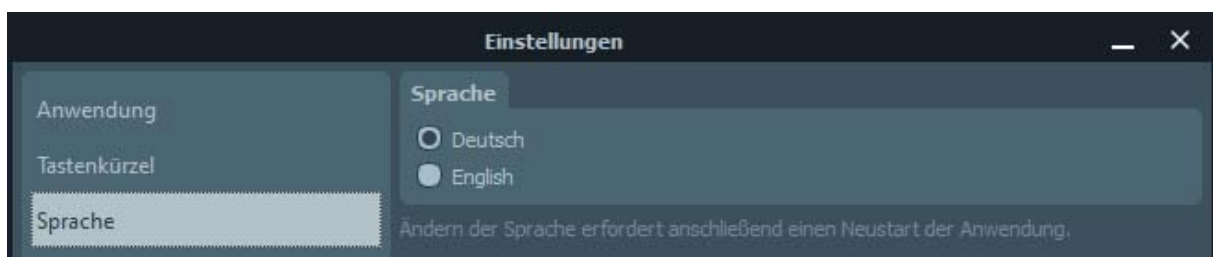 Einstellungen
Anwendung
Tastenkürzel
Sprache
Sprache
Deutsch
English
Ändern der Sprache erfordert anschließend einen Neustart der Anwendung.